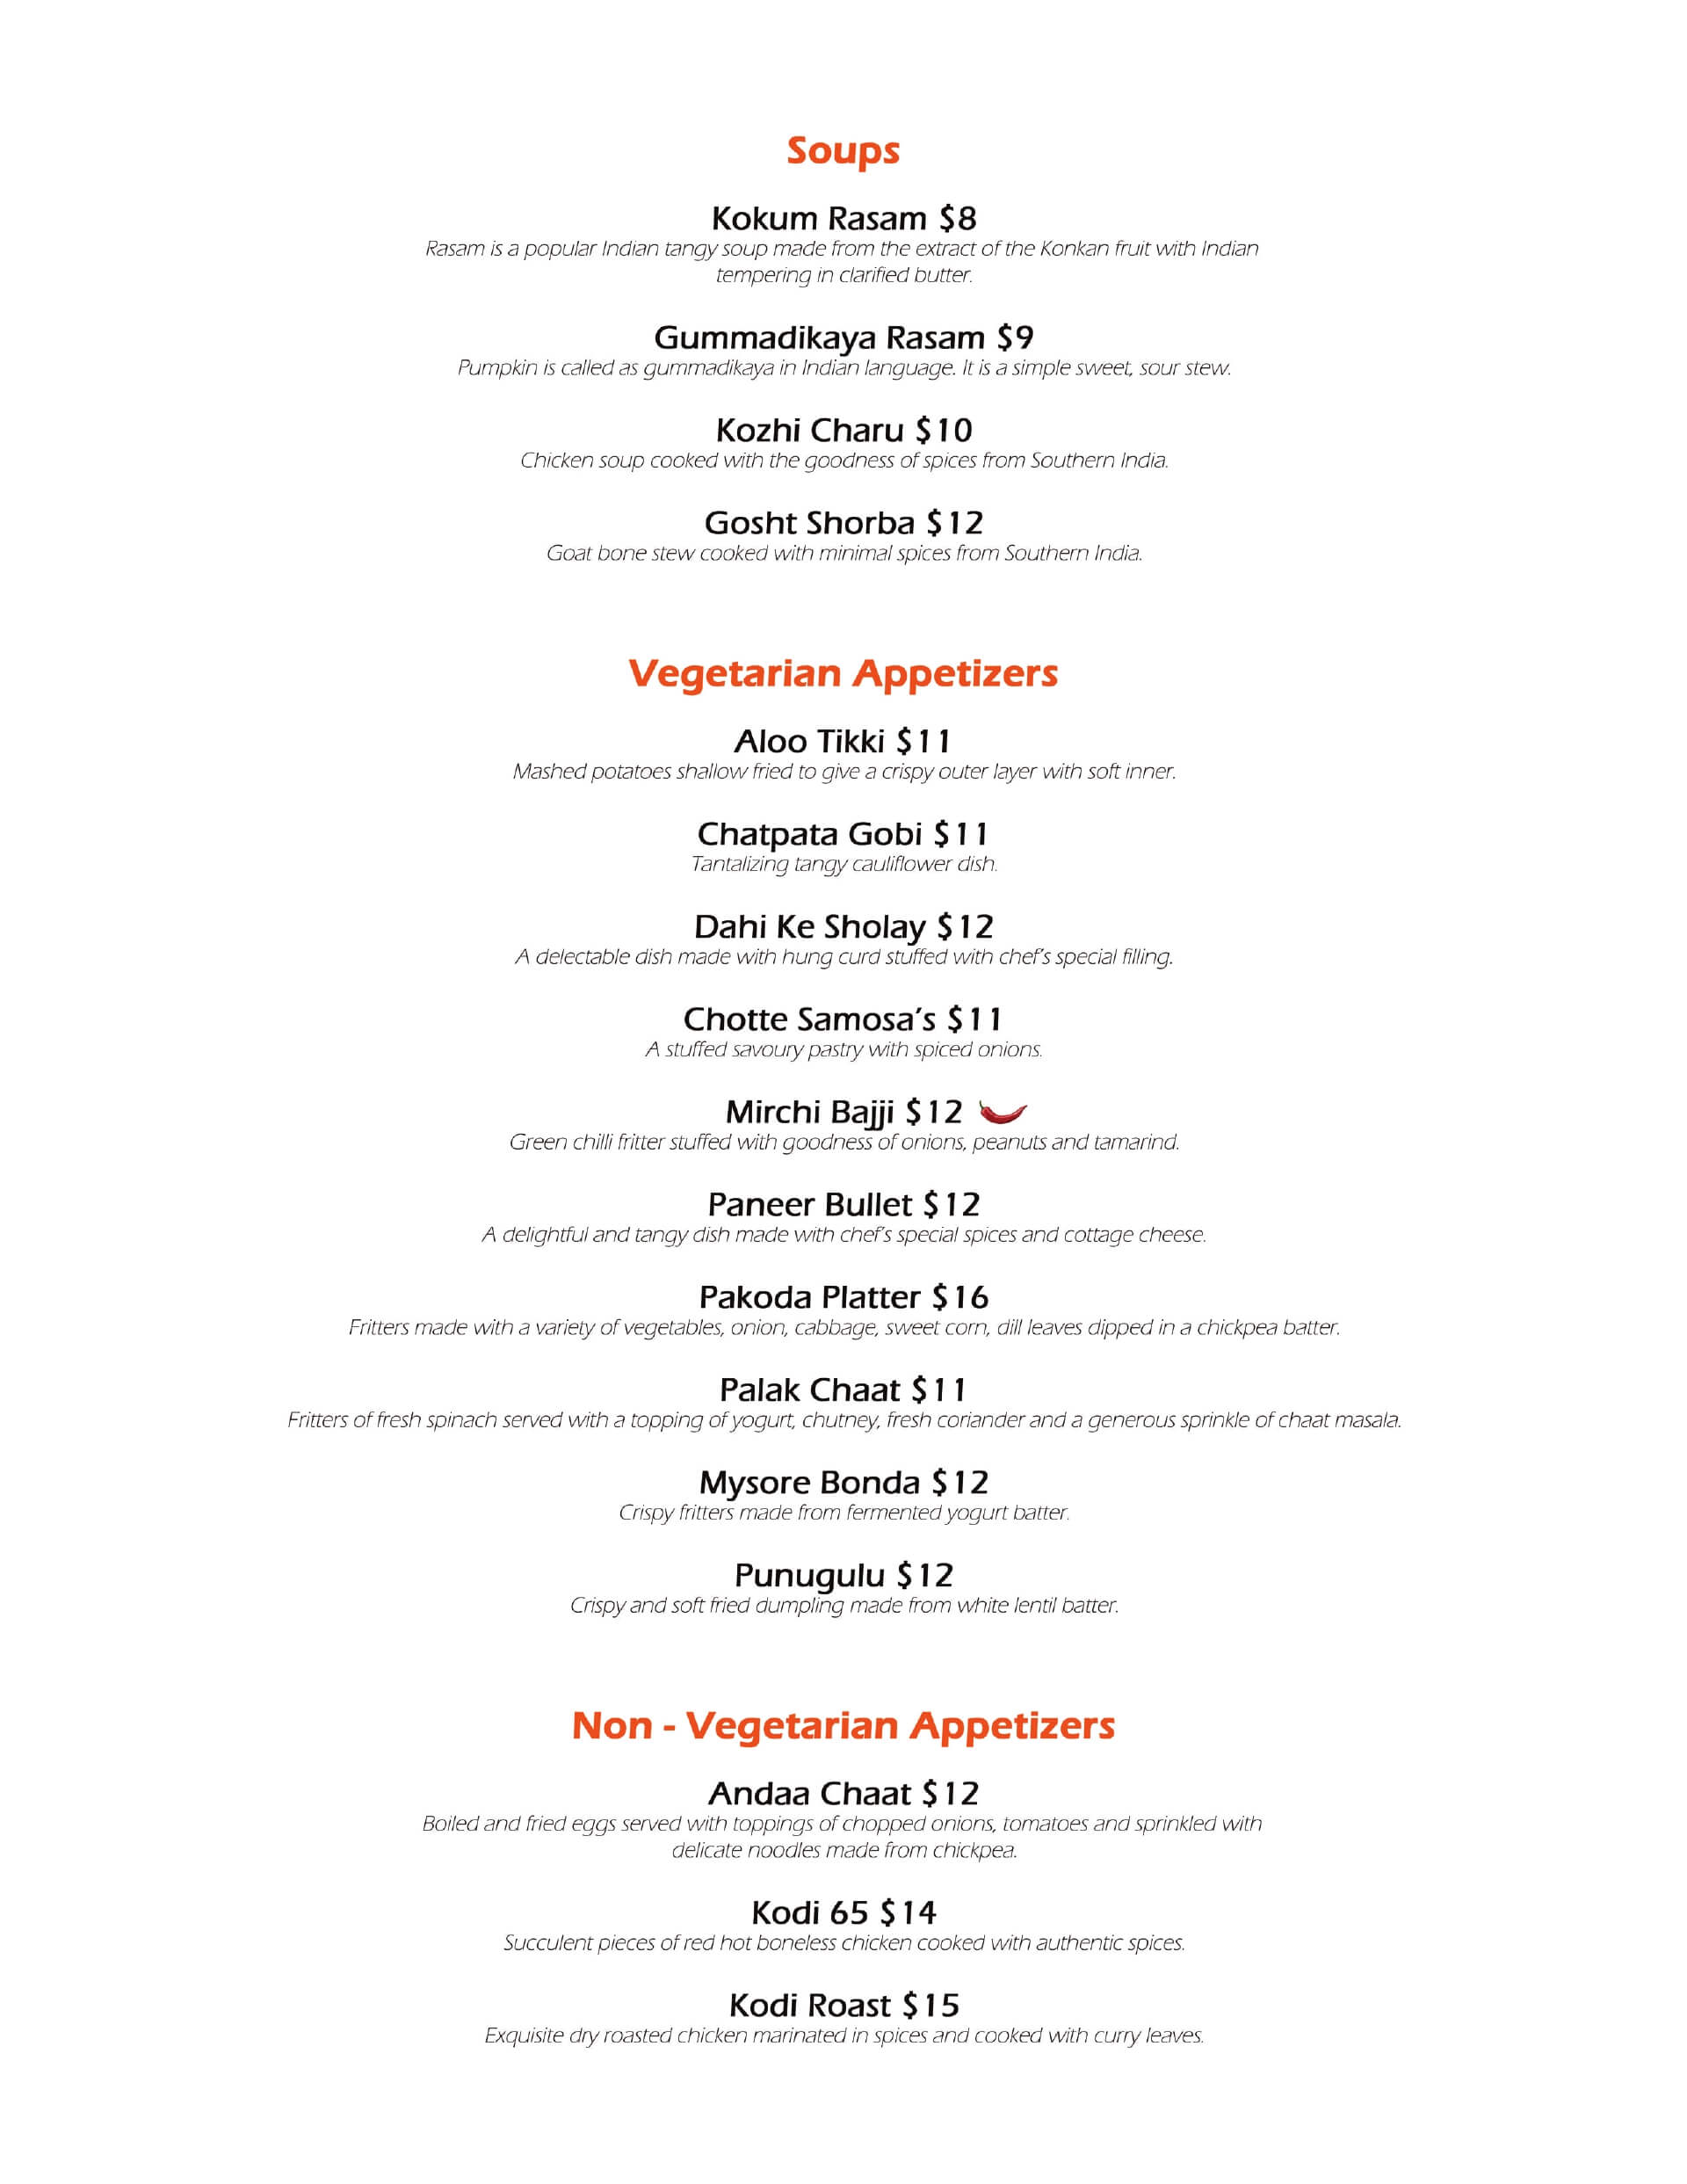 Soups
Kokum Rasam $8
Rasam is a popular Indian tangy soup made from the extract of the Konkan fruit with Indian
tempering in clarified butter.
Gummadikaya Rasam $9
Pumpkin is called as gummadikaya in Indian language. It is a simple sweet, sour stew.
Kozhi Charu $10
Chicken soup cooked with the goodness of spices from Southern India.
Gosht Shorba $12
Goat bone stew cooked with minimal spices from Southern India.
Vegetarian Appetizers
Aloo Tikki $11
Mashed potatoes shallow fried to give a crispy outer layer with soft inner.
Chatpata Gobi $11
Tantalizing tangy cauliflower dish.
Dahi Ke Sholay $12
A delectable dish made with hung curd stuffed with chef's special filling.
Chotte Samosa's $11
A stuffed savoury pastry with spiced onions.
Mirchi Bajji $12
Green chilli fritter stuffed with goodness of onions, peanuts and tamarind.
Paneer Bullet $12
A delightful and tangy dish made with chef's special spices and cottage cheese.
Pakoda Platter $16
Fritters made with a variety of vegetables, onion, cabbage, sweet corn, dill leaves dipped in a chickpea batter.
Palak Chaat $11
Fritters of fresh spinach served with a topping of yogurt, chutney, fresh coriander and a generous sprinkle of chaat masala.
Mysore Bonda $12
Crispy fritters made from fermented yogurt batter.
Punugulu $12
Crispy and soft fried dumpling made from white lentil batter.
Non - Vegetarian Appetizers
Andaa Chaat $12
Boiled and fried eggs served with toppings of chopped onions, tomatoes and sprinkled with
delicate noodles made from chickpea.
Kodi 65 $14
Succulent pieces of red hot boneless chicken cooked with authentic spices.
Kodi Roast $15
Exquisite dry roasted chicken marinated in spices and cooked with curry leaves.